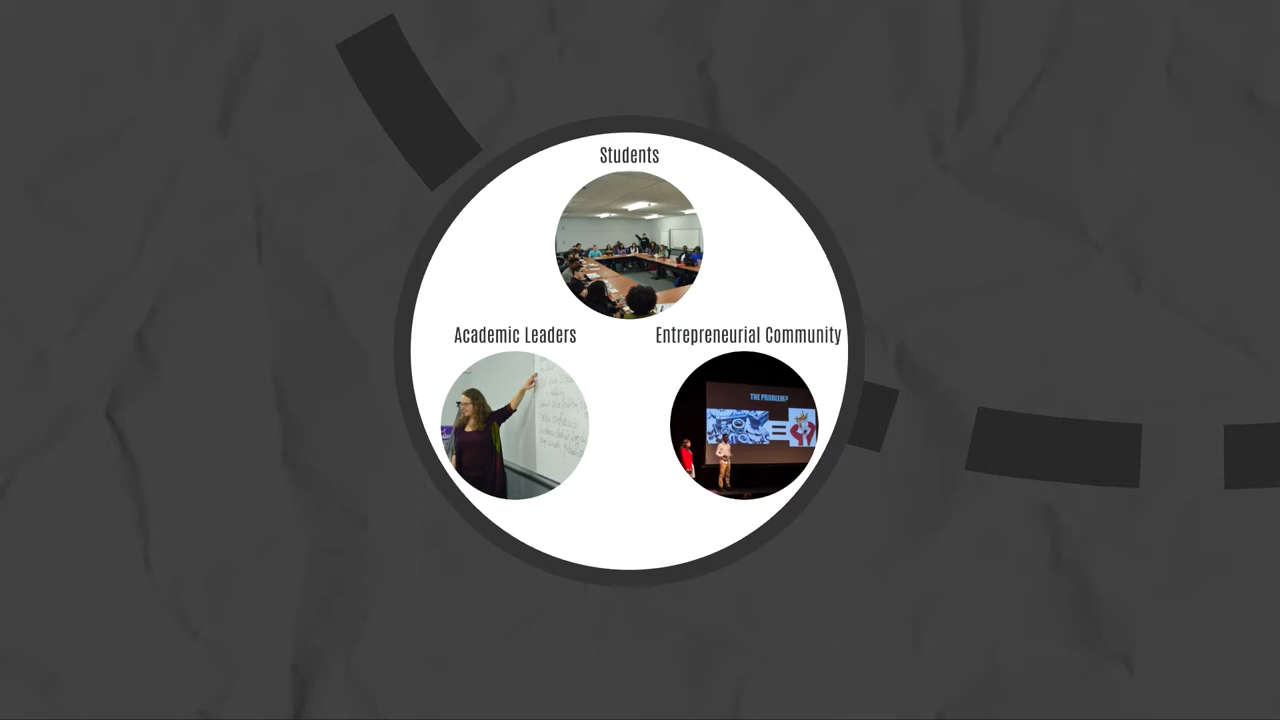 Students
Academic Leaders
Entrepreneurial Community
THE PROBLEM?
=